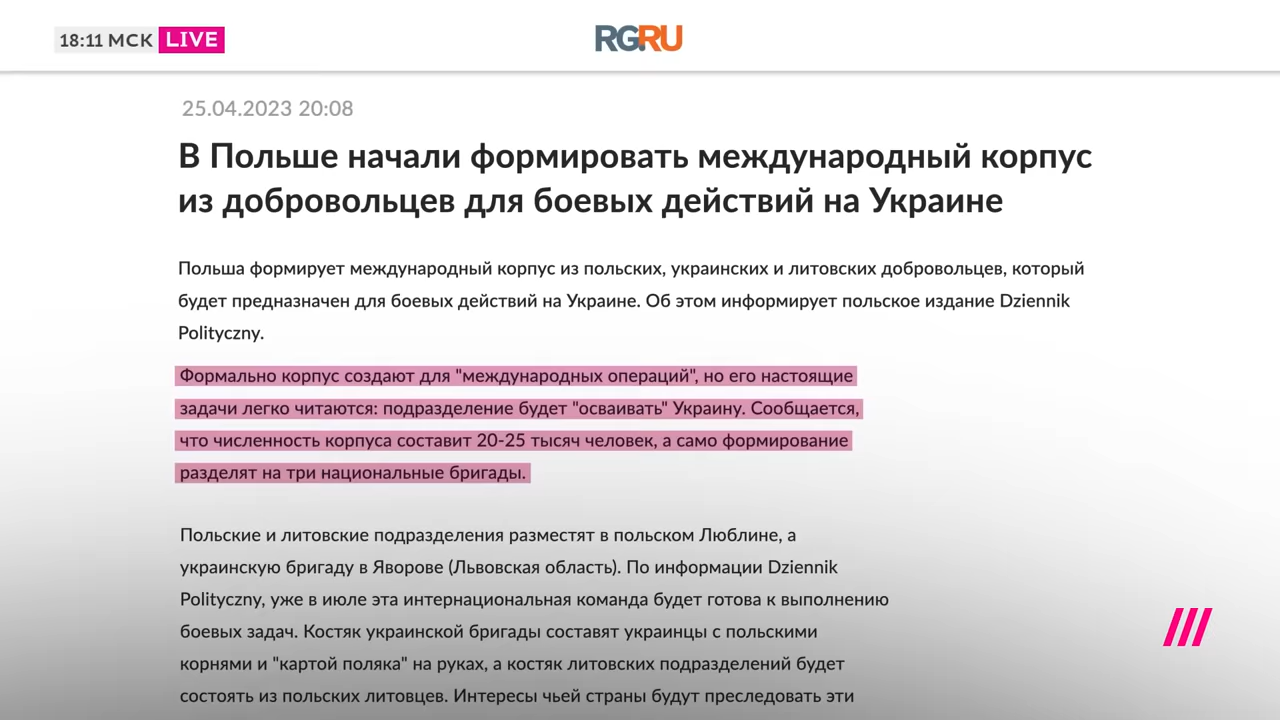 18:11 МСК LIVE
RG.RU
25.04.2023 20:08
В Польше начали формировать международный корпус
из добровольцев для боевых действий на Украине
Польша формирует международный корпус из польских, украинских и литовских добровольцев, который
будет предназначен для боевых действий на Украине. Об этом информирует польское издание Dziennik
Polityczny.
Формально корпус создают для "международных операций", но его настоящие
задачи легко читаются: подразделение будет "осваивать" Украину. Сообщается,
что численность корпуса составит 20-25 тысяч человек, а само формирование
разделят на три национальные бригады.
Польские и литовские подразделения разместят в польском Люблине, а
украинскую бригаду в Яворове (Львовская область). По информации Dziennik
Polityczny, уже в июле эта интернациональная команда будет готова к выполнению
боевых задач. Костяк украинской бригады составят украинцы с польскими
корнями и "картой поляка" на руках, а костяк литовских подразделений будет
состоять из польских литовцев. Интересы чьей страны будут преследовать эти